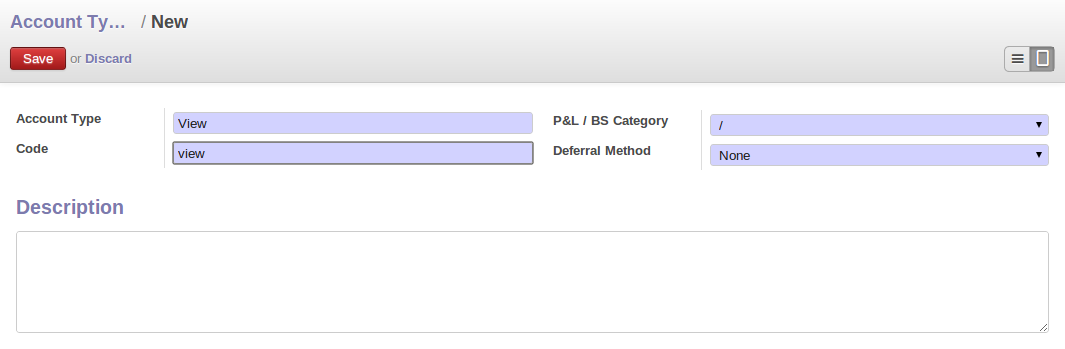 Account Ty... / New
Save or Discard
Account Type View P&L / BS Category /
Code view Deferral Method None
Description